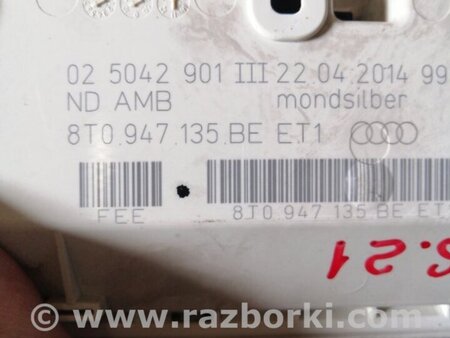 02 5042 901 III 22.04.2014 99
ND AMB mondsilber
8T0.947.135.BE ET1
FEE 8T0 947 135 BE ET
6.21
www.razborki.com